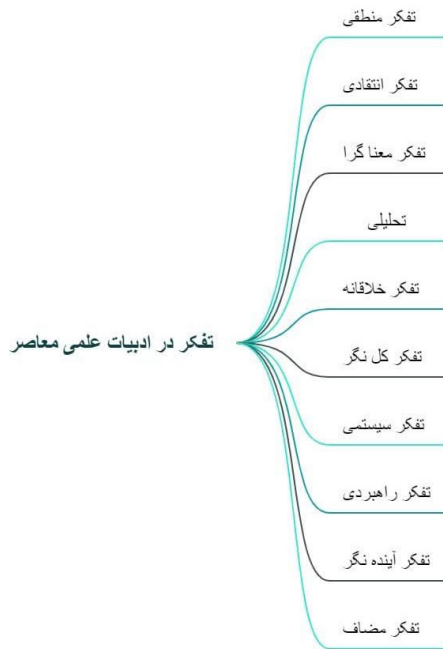 تفکر منطقی
تفکر انتقادی
تفکر معنا گرا
تحلیلی
تفکر خلاقانه
تفکر در ادبیات علمی معاصر
تفکر کل نگر
تفکر سیستمی
تفکر راهبردی
تفکر آینده نگر
تفکر مضاف